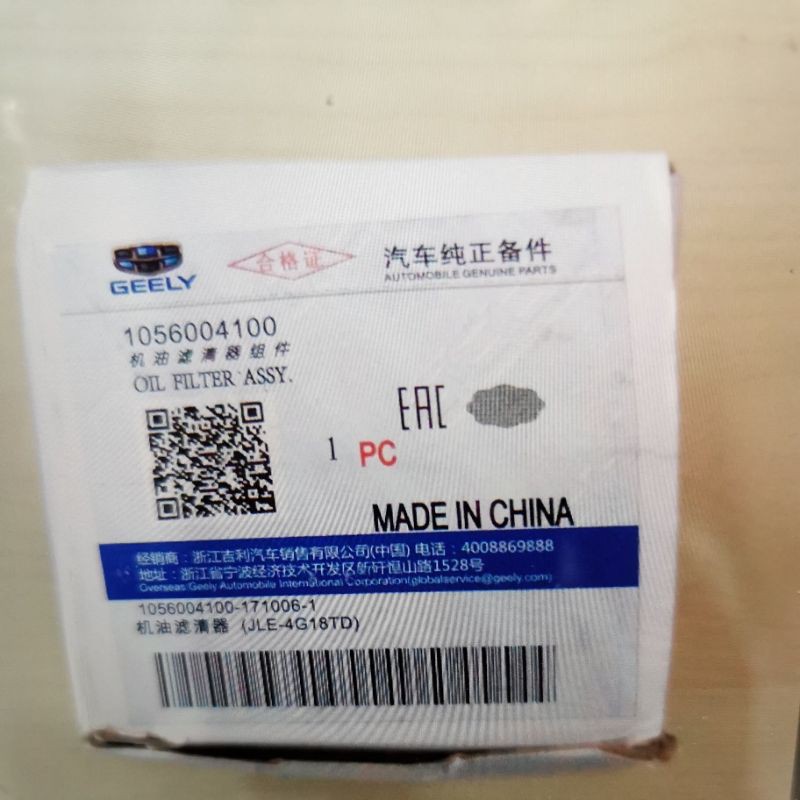 GEELY
合格证
汽车纯正备件
AUTOMOBILE GENUINE PARTS
1056004100
机油滤清器组件
OIL FILTER ASSY.
EAC
1 PC
MADE IN CHINA
经销商：浙江吉利汽车销售有限公司(中国) 电话：4008869888
地址：浙江省宁波经济技术开发区新矸恒山路1528号
Overseas:Geely Automobile International Corporation(globalservice@geely.com)
1056004100-171006-1
机油滤清器 (JLE-4G18TD)